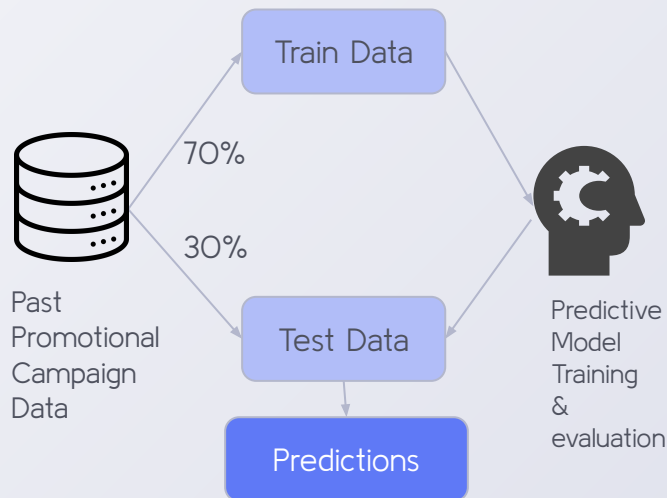 Train Data
70%
30%
Past
Promotional
Campaign
Data
Test Data
Predictive
Model
Training
&
evaluation
Predictions